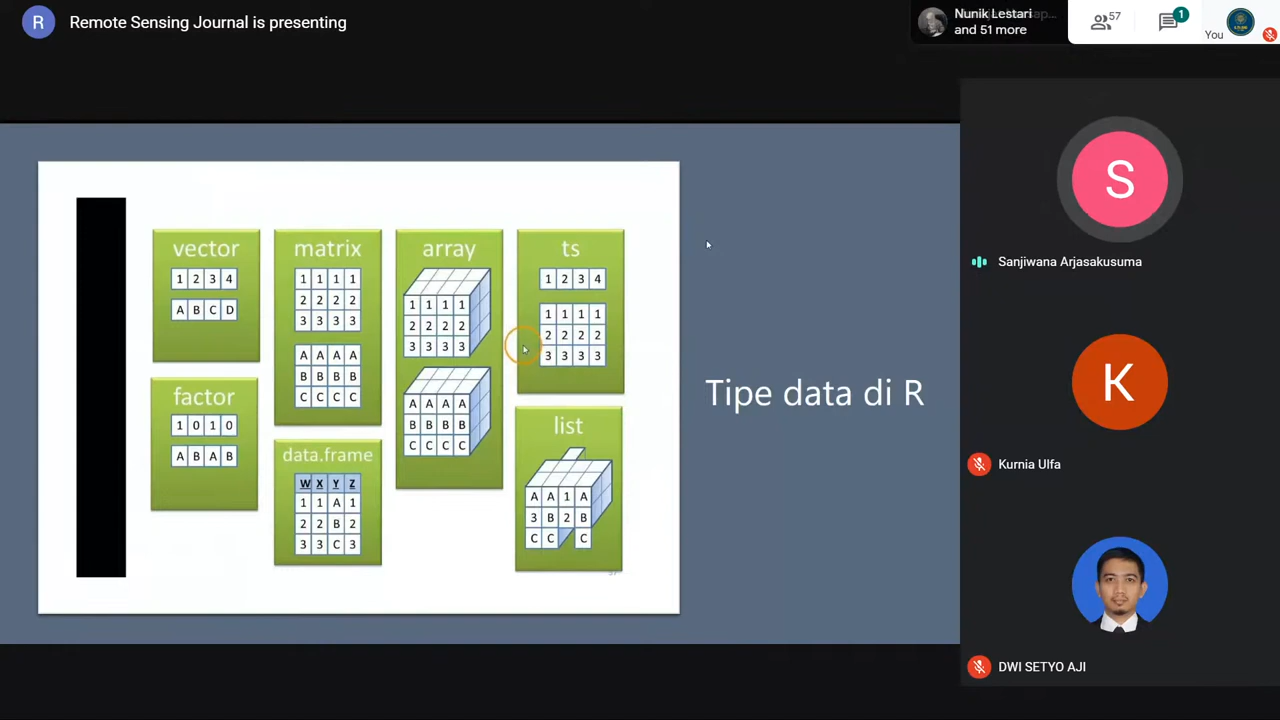 R Remote Sensing Journal is presenting
Nunik Lestari
and 51 more
57
1
You
vector
1 2 3 4
A B C D
matrix
1 1 1 1
2 2 2 2
3 3 3 3
A A A A
B B B B
C C C C
array
1 1 1 1
2 2 2 2
3 3 3 3
A A A A
B B B B
C C C C
ts
1 2 3 4
1 1 1 1
2 2 2 2
3 3 3 3
factor
1 0 1 0
A B A B
data.frame
W X Y Z
1 1 A 1
2 2 B 2
3 3 C 3
list
A A 1 A
3 B 2 B
C C C
Tipe data di R
S
Sanjiwana Arjasakusuma
K
Kurnia Ulfa
DWI SETYO AJI